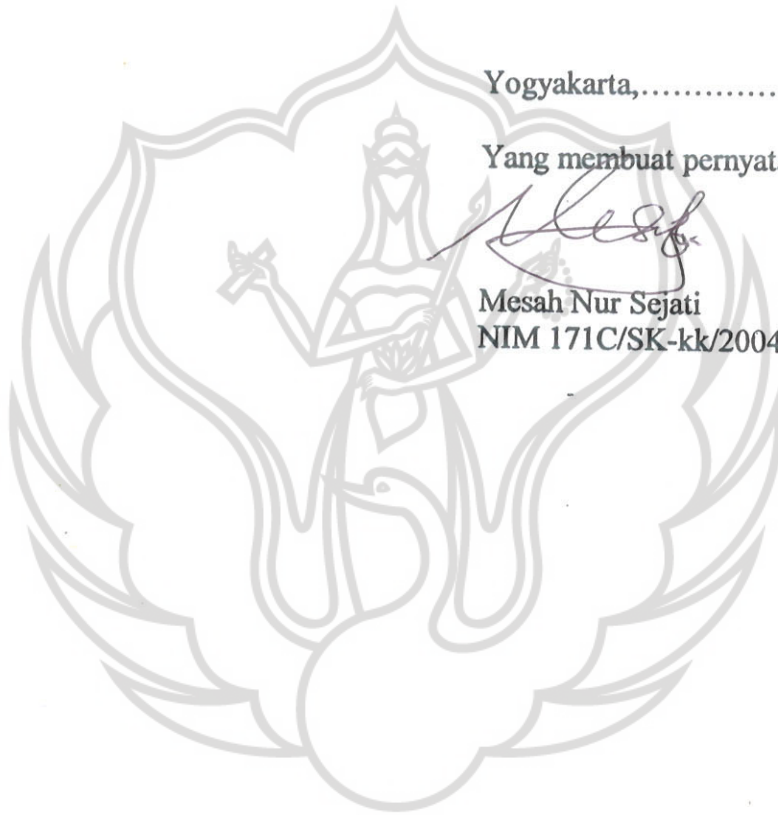 Yogyakarta,..............
Yang membuat pernyat
Mesah Nur Sejati
NIM 171C/SK-kk/2004